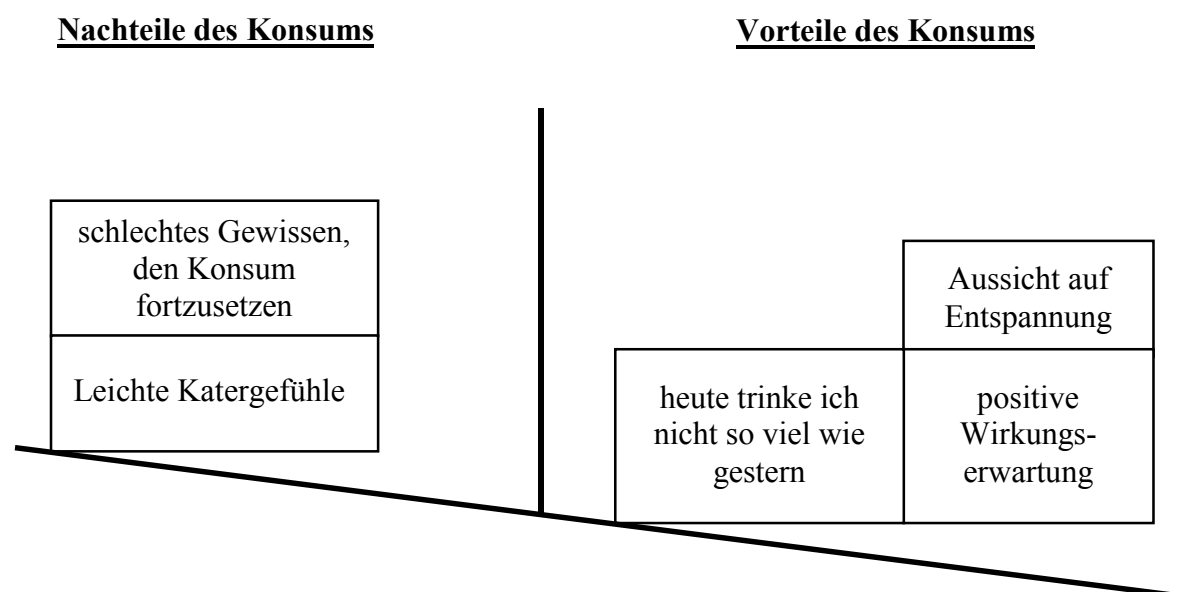 Nachteile des Konsums
Vorteile des Konsums
schlechtes Gewissen,
den Konsum
fortzusetzen
Leichte Katergefühle
Aussicht auf
Entspannung
heute trinke ich
nicht so viel wie
gestern
positive
Wirkungs-
erwartung